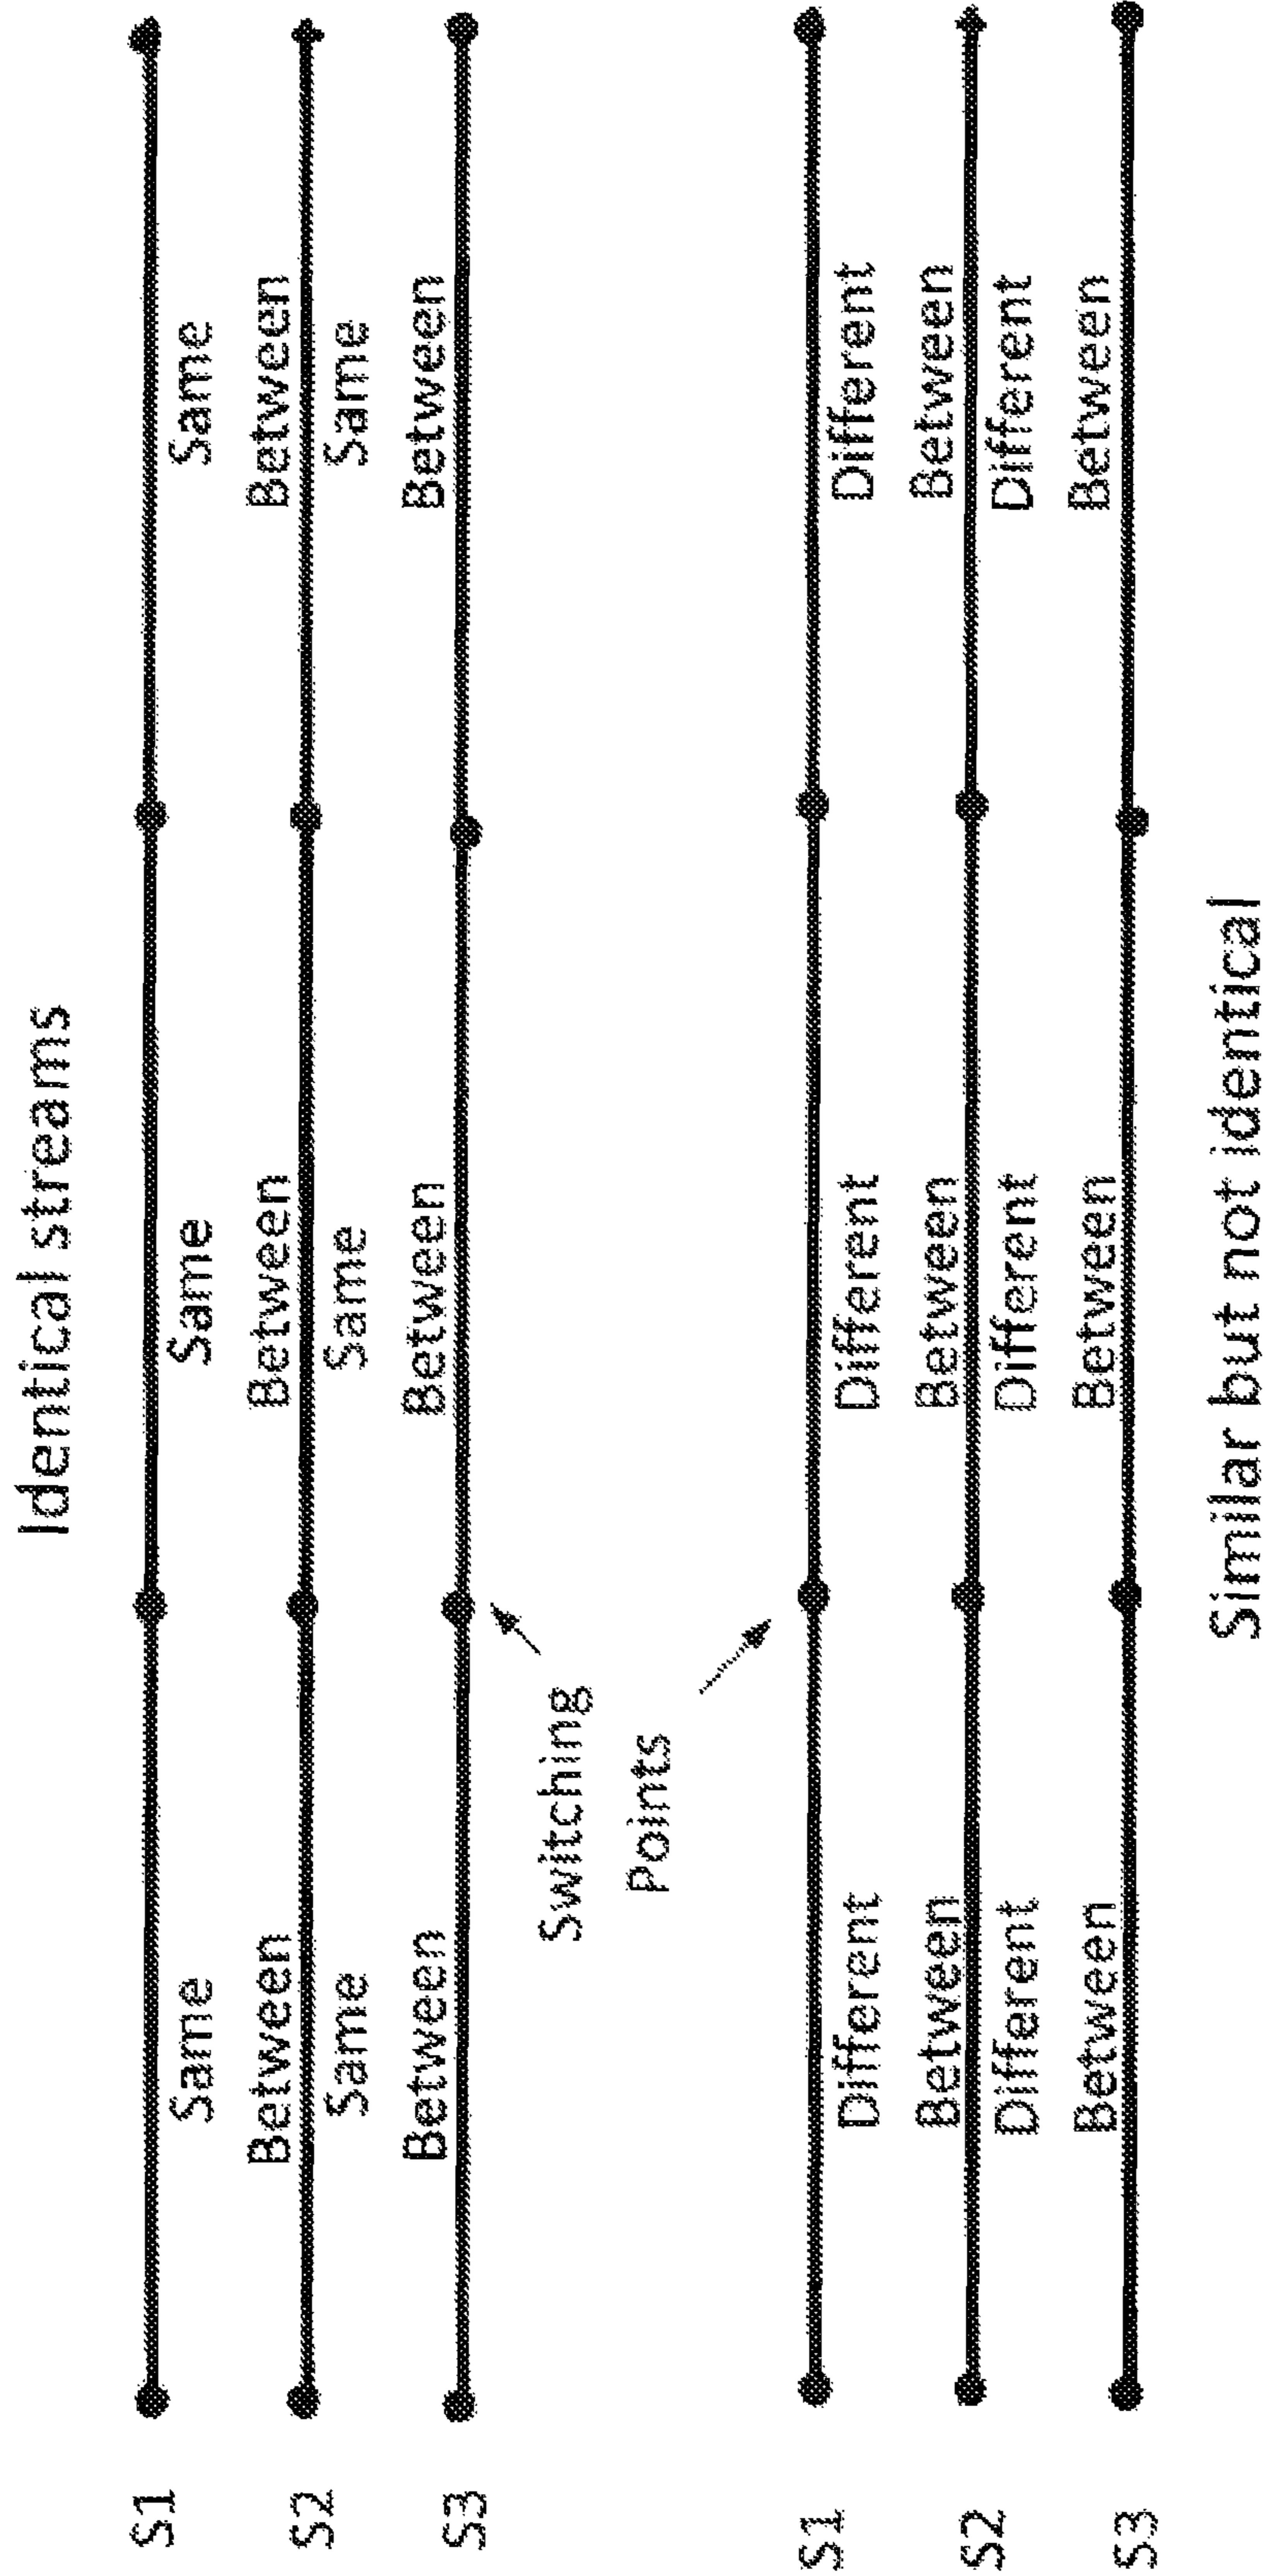 Identical streams
S1
Same Same Same
Between Between Between
S2
Same Same Same
Between Between Between
S3
Switching
Points
S1
Different Different Different
Between Between Between
S2
Different Different Different
Between Between Between
S3
Similar but not identical